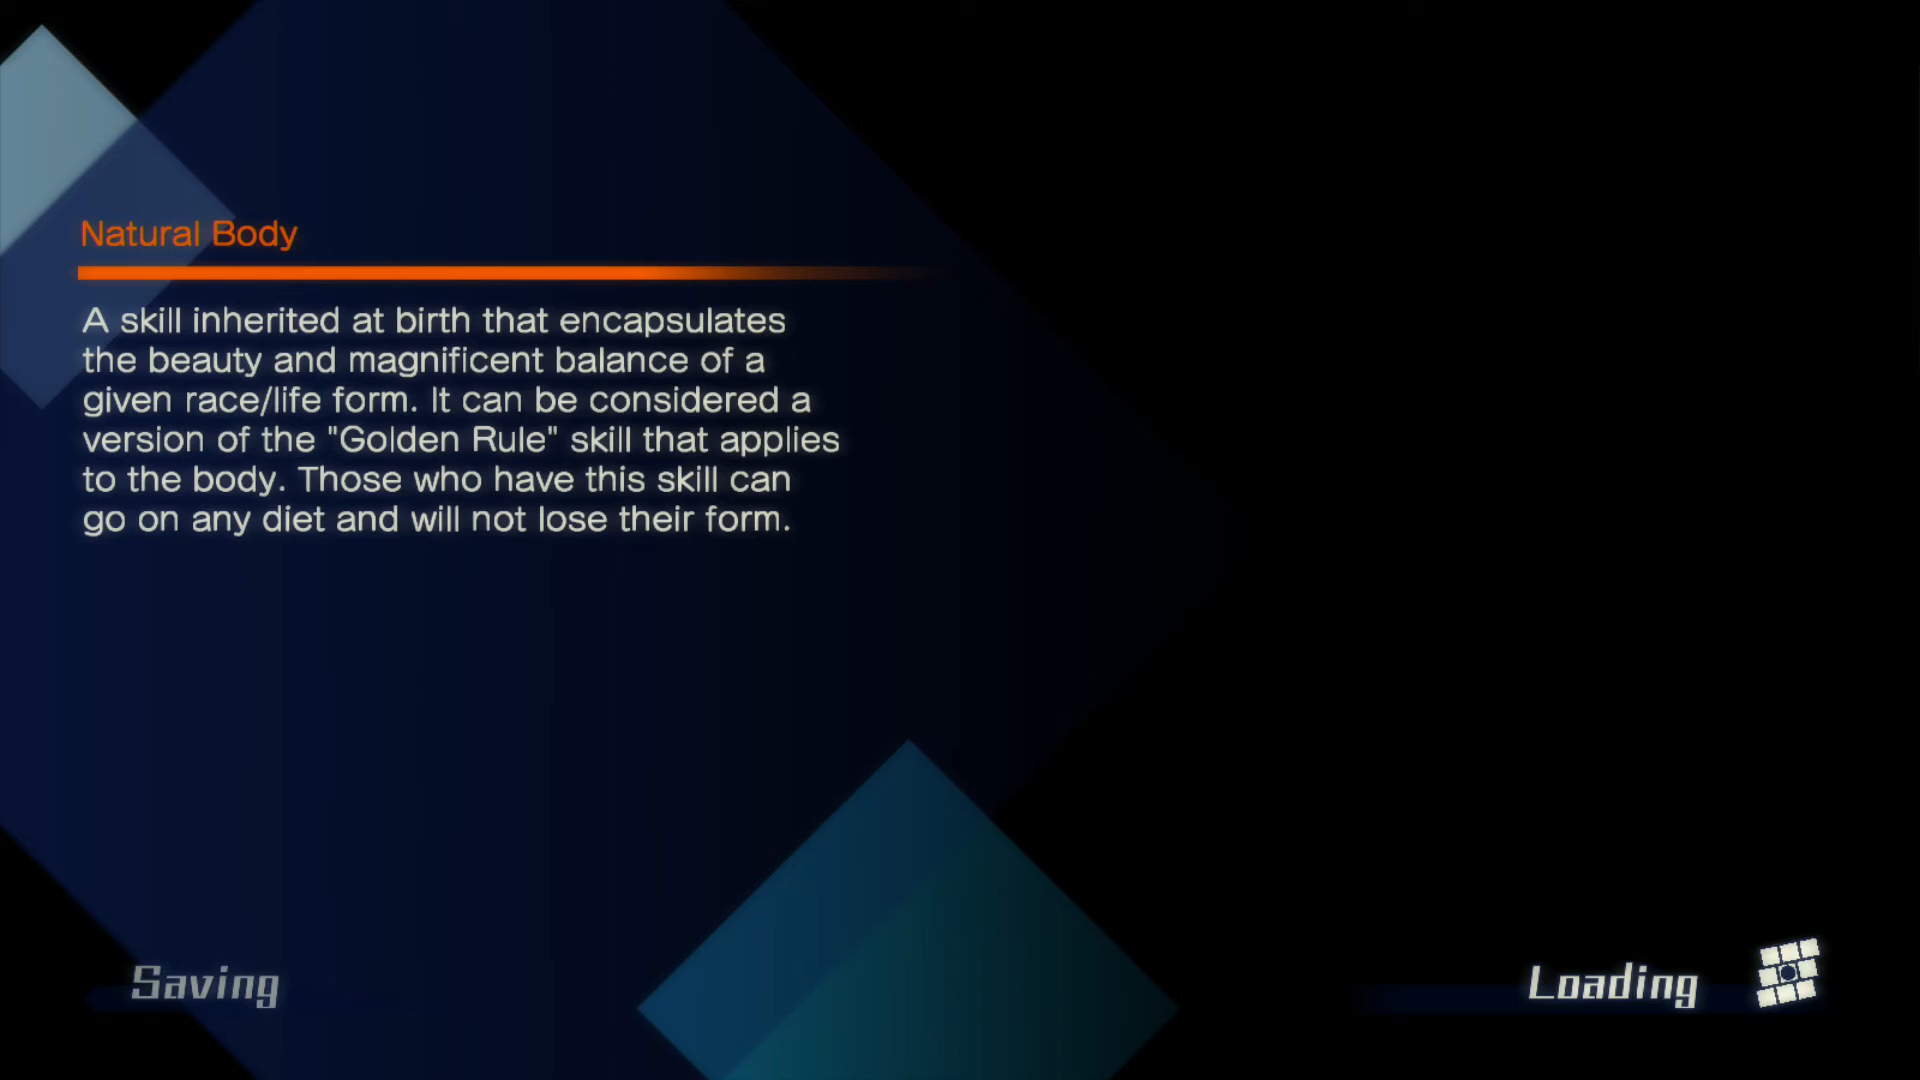 Natural Body
A skill inherited at birth that encapsulates
the beauty and magnificent balance of a
given race/life form. It can be considered a
version of the "Golden Rule" skill that applies
to the body. Those who have this skill can
go on any diet and will not lose their form.
Saving
Loading